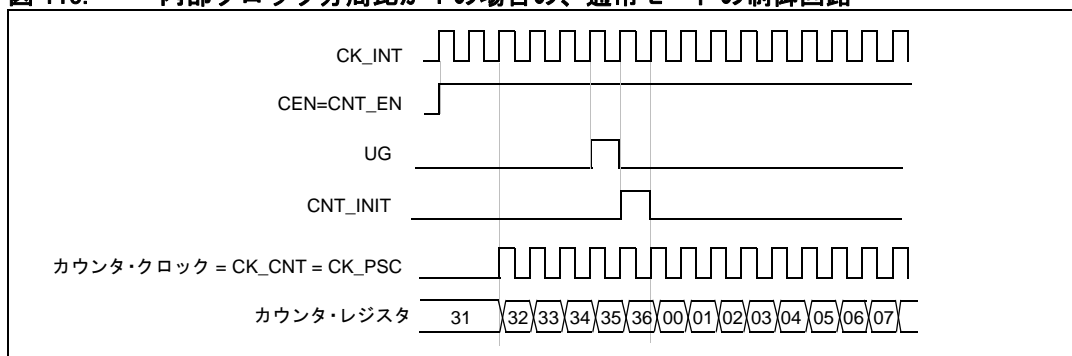 CK_INT
CEN=CNT_EN
UG
CNT_INIT
カウンタ・クロック = CK_CNT = CK_PSC
カウンタ・レジスタ 31 32 33 34 35 36 00 01 02 03 04 05 06 07